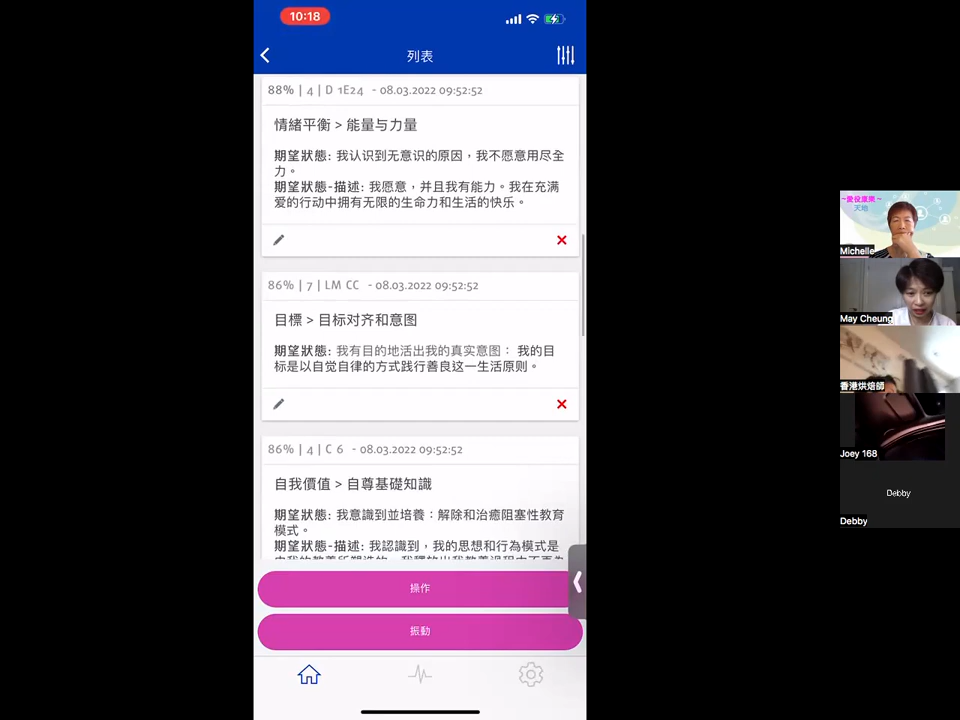 10:18
列表
88% | 4 | D 1E24 - 08.03.2022 09:52:52
情緒平衡 > 能量与力量
期望狀態: 我认识到无意识的原因，我不愿意用尽全
力。
期望狀態-描述: 我愿意，并且我有能力。我在充满
爱的行动中拥有无限的生命力和生活的快乐。
86% | 7 | LM CC - 08.03.2022 09:52:52
目標 > 目标对齐和意图
期望狀態: 我有目的地活出我的真实意图： 我的目
标是以自觉自律的方式践行善良这一生活原则。
86% | 4 | C 6 - 08.03.2022 09:52:52
自我價值 > 自尊基礎知識
期望狀態: 我意識到並培養：解除和治癒阻塞性教育
模式。
期望狀態-描述: 我認識到，我的思想和行為模式是
操作
振動
~愛役康樂~
天地
Michelle
May Cheung
香港烘焙師
Joey 168
Debby
Debby